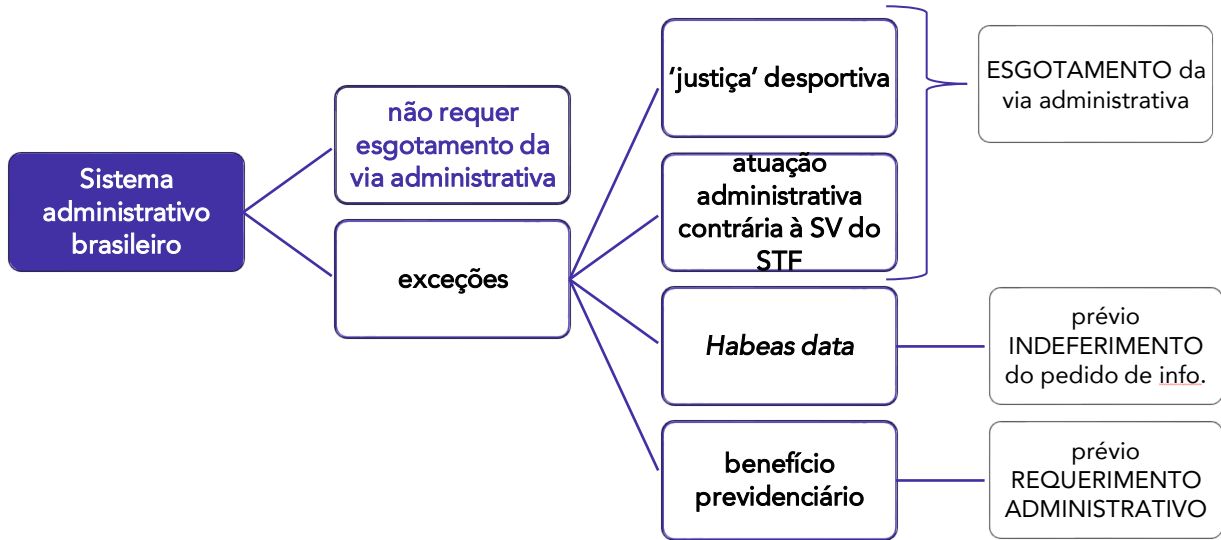 Sistema
administrativo
brasileiro
não requer
esgotamento da
via administrativa
exceções
‘justiça’ desportiva
atuação
administrativa
contrária à SV do
STF
Habeas data
benefício
previdenciário
ESGOTAMENTO da
via administrativa
prévio
INDEFERIMENTO
do pedido de info.
prévio
REQUERIMENTO
ADMINISTRATIVO